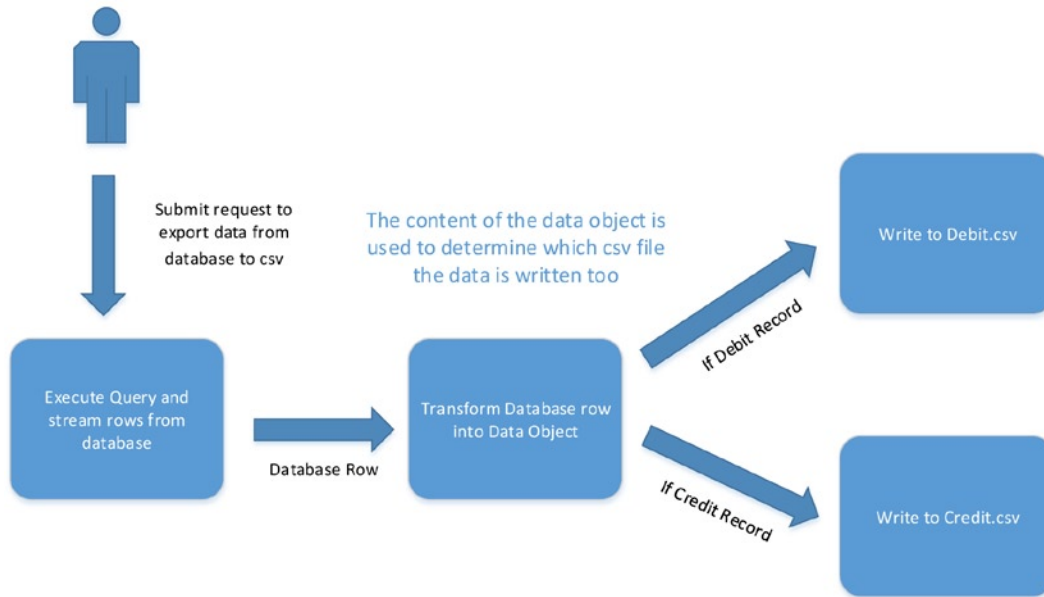 Submit request to
export data from
database to csv
The content of the data object is
used to determine which csv file
the data is written too
Write to Debit.csv
If Debit Record
Execute Query and
stream rows from
database
Database Row
Transform Database row
into Data Object
If Credit Record
Write to Credit.csv